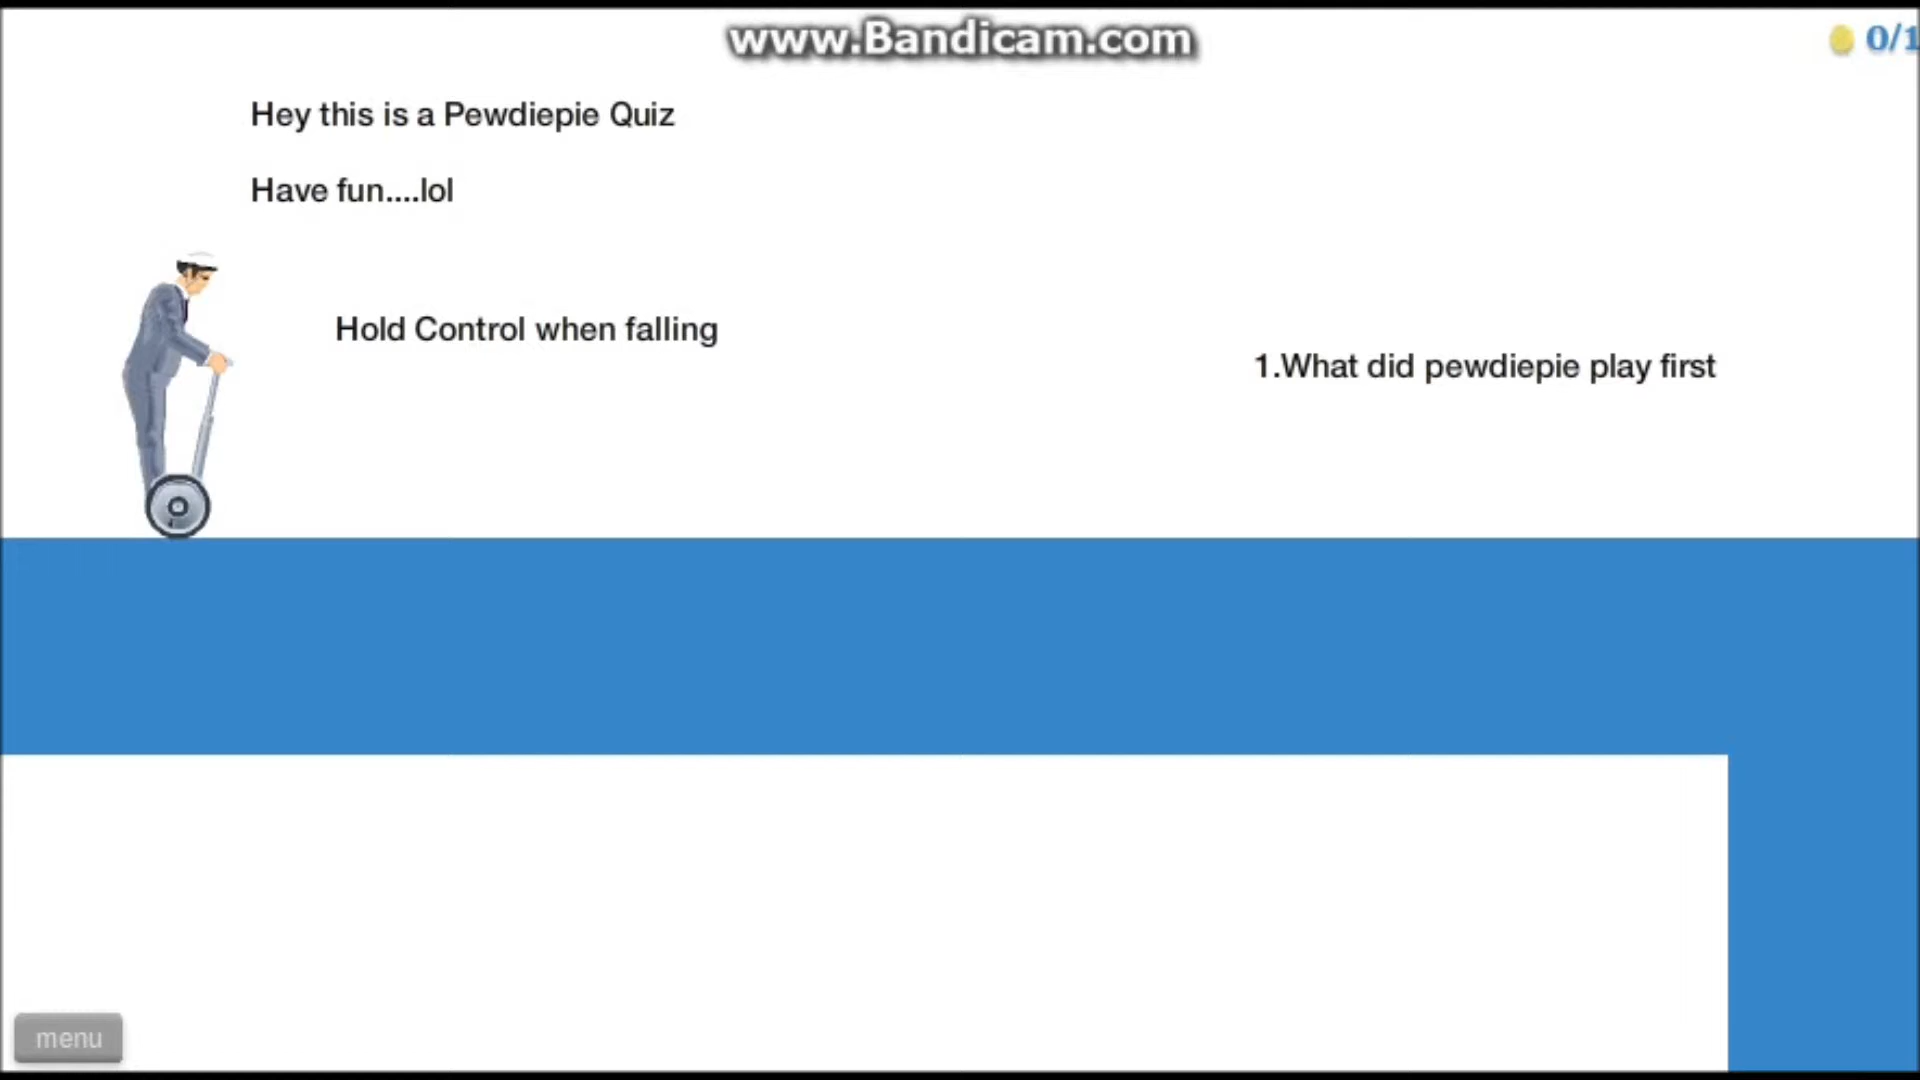 www.Bandicam.com
0/1
Hey this is a Pewdiepie Quiz
Have fun....lol
Hold Control when falling
1.What did pewdiepie play first
menu